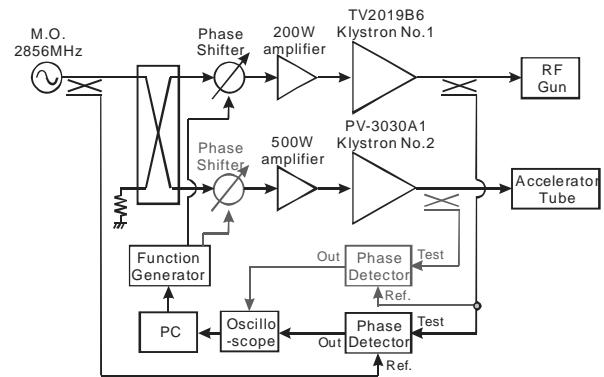 M.O.
2856MHz
Phase
Shifter
200W
amplifier
TV2019B6
Klystron No.1
RF
Gun
Phase
Shifter
500W
amplifier
PV-3030A1
Klystron No.2
Accelerator
Tube
Function
Generator
Out
Phase
Detector
Test
Ref.
PC
Oscillo
-scope
Out
Phase
Detector
Test
Ref.